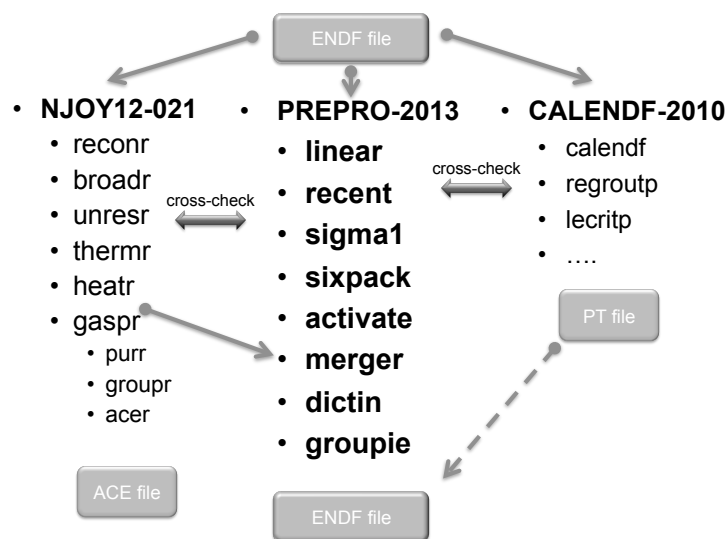 ENDF file
• NJOY12-021
• reconr
• broadr
• unresr
• thermr
• heatr
• gaspr
• purr
• groupr
• acer
ACE file
cross-check
• PREPRO-2013
• linear
• recent
• sigma1
• sixpack
• activate
• merger
• dictin
• groupie
ENDF file
cross-check
• CALENDF-2010
• calendf
• regroutp
• lecritp
• ....
PT file